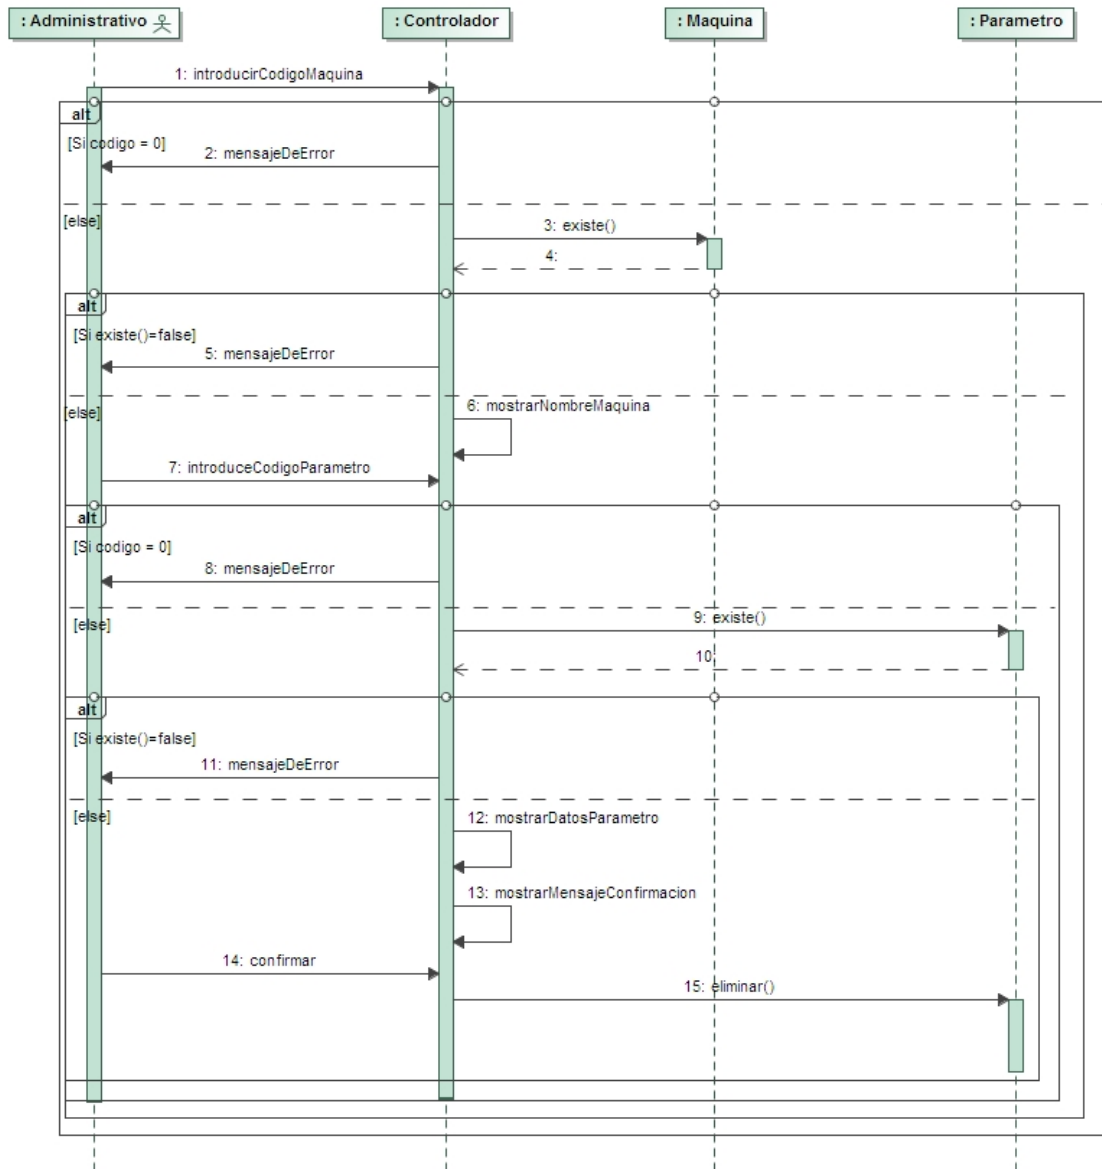 : Administrativo
: Controlador
: Maquina
: Parametro
1: introducirCodigoMaquina
alt
[Si codigo = 0]
2: mensajeDeError
[else]
3: existe()
4:
alt
[Si existe()=false]
5: mensajeDeError
[else]
6: mostrarNombreMaquina
7: introduceCodigoParametro
alt
[Si codigo = 0]
8: mensajeDeError
[else]
9: existe()
10:
alt
[Si existe()=false]
11: mensajeDeError
[else]
12: mostrarDatosParametro
13: mostrarMensajeConfirmacion
14: confirmar
15: eliminar()